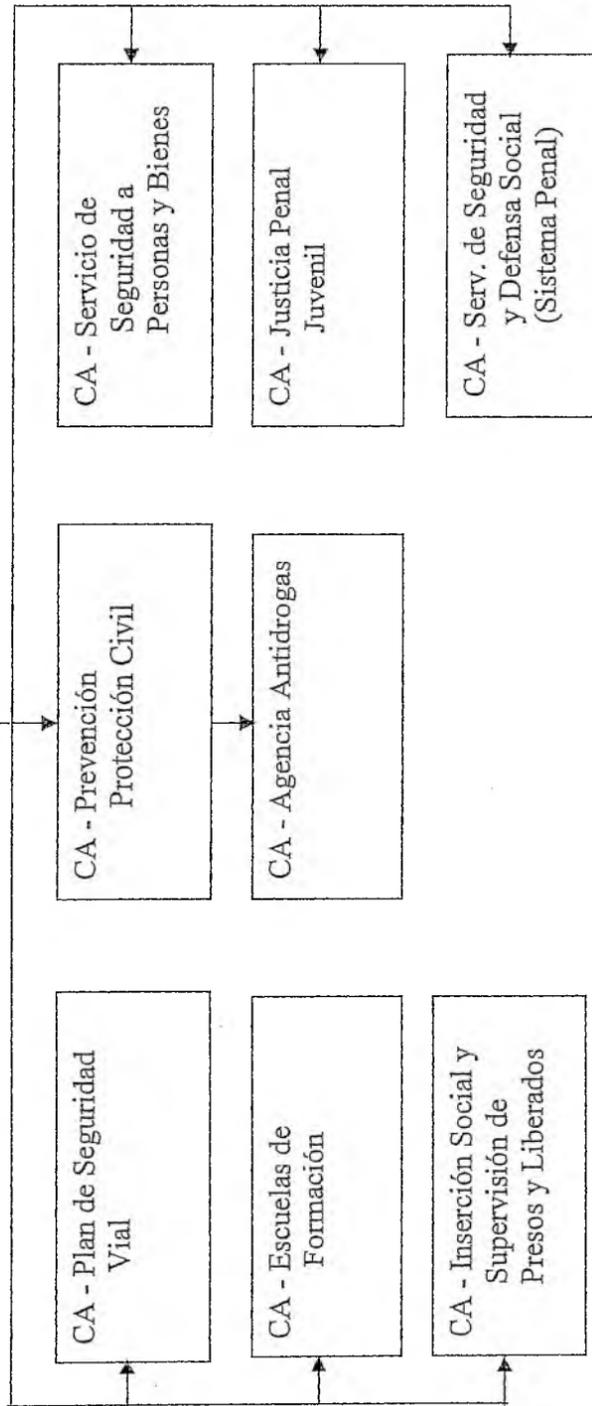 CA - Plan de Seguridad
Vial
CA - Prevención
Protección Civil
CA - Servicio de
Seguridad a
Personas y Bienes
CA - Escuelas de
Formación
CA - Agencia Antidrogas
CA - Justicia Penal
Juvenil
CA - Inserción Social y
Supervisión de
Presos y Liberados
CA - Serv. de Seguridad
y Defensa Social
(Sistema Penal)